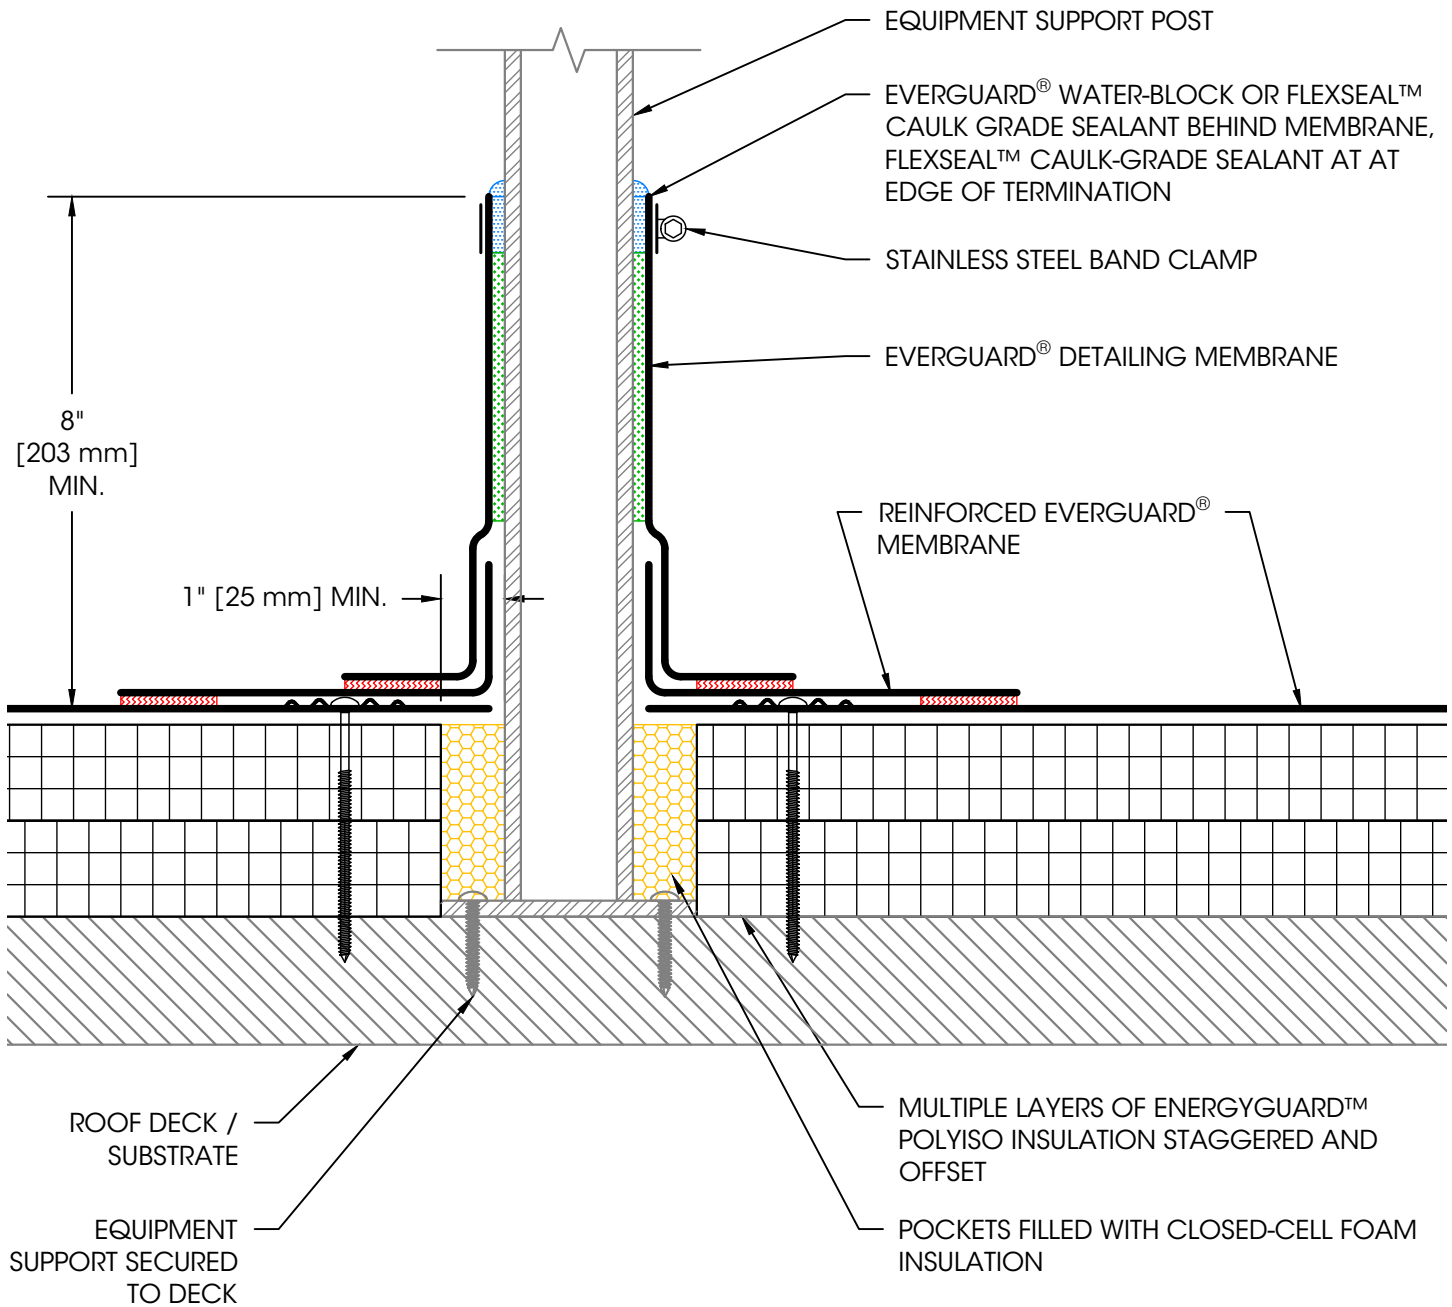 EQUIPMENT SUPPORT POST
EVERGUARD® WATER-BLOCK OR FLEXSEAL™
CAULK GRADE SEALANT BEHIND MEMBRANE,
FLEXSEAL™ CAULK-GRADE SEALANT AT AT
EDGE OF TERMINATION
STAINLESS STEEL BAND CLAMP
EVERGUARD® DETAILING MEMBRANE
8"
[203 mm]
MIN.
REINFORCED EVERGUARD®
MEMBRANE
1" [25 mm] MIN.
ROOF DECK /
SUBSTRATE
EQUIPMENT
SUPPORT SECURED
TO DECK
MULTIPLE LAYERS OF ENERGYGUARD™
POLYISO INSULATION STAGGERED AND
OFFSET
POCKETS FILLED WITH CLOSED-CELL FOAM
INSULATION